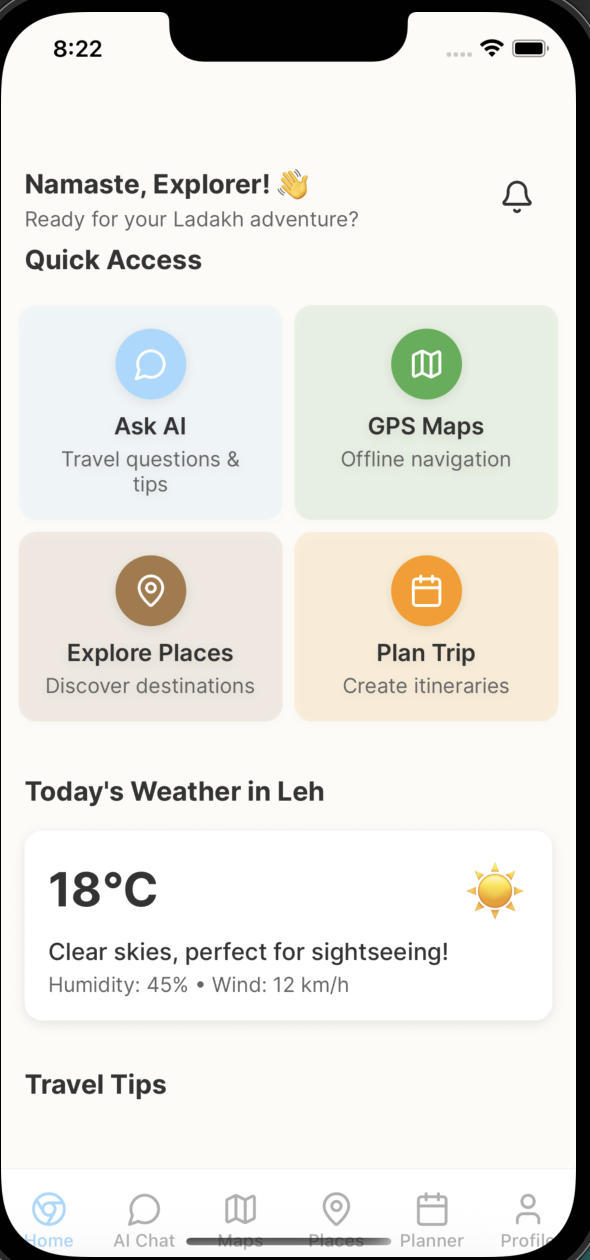 8:22
Namaste, Explorer! 👋
Ready for your Ladakh adventure?
Quick Access
Ask AI
Travel questions &
tips
GPS Maps
Offline navigation
Explore Places
Discover destinations
Plan Trip
Create itineraries
Today's Weather in Leh
18°C
Clear skies, perfect for sightseeing!
Humidity: 45% • Wind: 12 km/h
Travel Tips
Home
AI Chat
Maps
Places
Planner
Profile